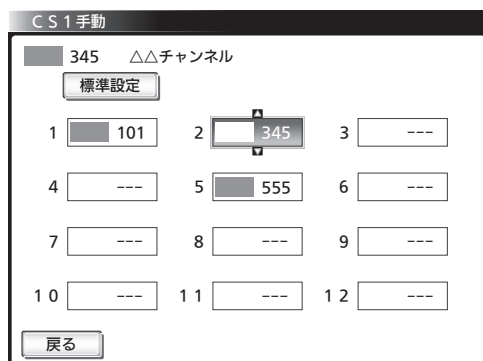 CS1手動
345 △△チャンネル
標準設定
1 101 2 345 3 ---
4 --- 5 555 6 ---
7 --- 8 --- 9 ---
10 --- 11 --- 12 ---
戻る